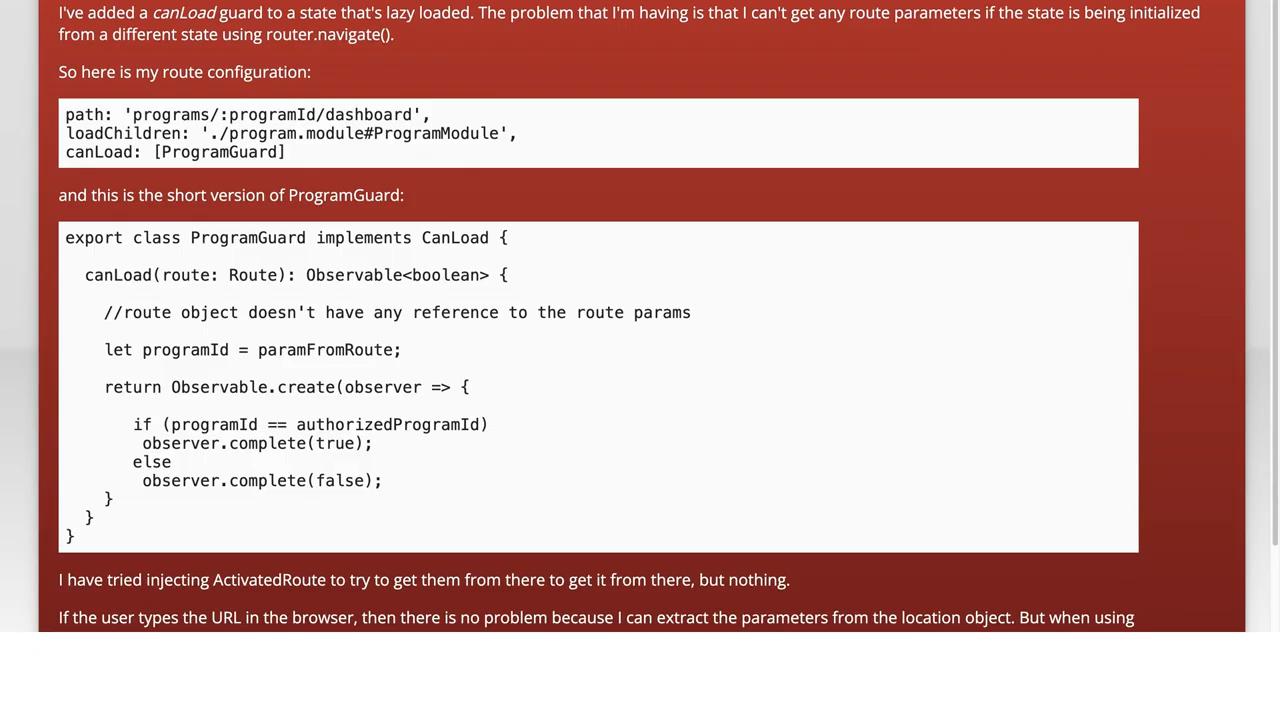 I've added a canLoad guard to a state that's lazy loaded. The problem that I'm having is that I can't get any route parameters if the state is being initialized
from a different state using router.navigate().
So here is my route configuration:
path: 'programs/:programId/dashboard',
loadChildren: './program.module#ProgramModule',
canLoad: [ProgramGuard]
and this is the short version of ProgramGuard:
export class ProgramGuard implements CanLoad {
canLoad(route: Route): Observable<boolean> {
//route object doesn't have any reference to the route params
let programId = paramFromRoute;
return Observable.create(observer => {
if (programId == authorizedProgramId)
observer.complete(true);
else
observer.complete(false);
}
}
}
I have tried injecting ActivatedRoute to try to get them from there to get it from there, but nothing.
If the user types the URL in the browser, then there is no problem because I can extract the parameters from the location object. But when using